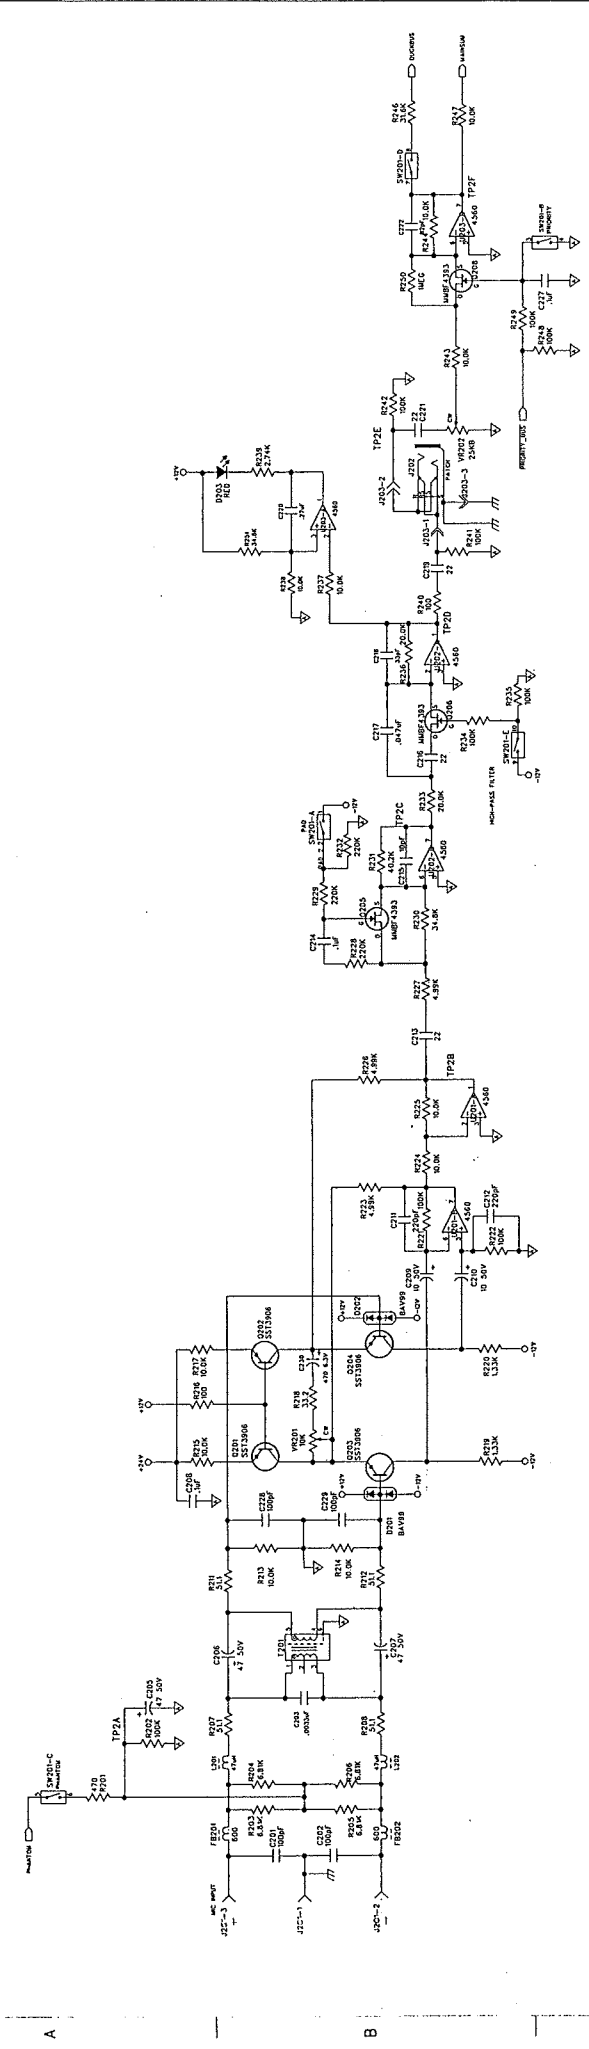 DUCKBUS
MAINSUM
R246
31.6K
R247
10.0K
SW201-D
TP2F
C272
R244
10.0K
U203-
4560
R250
1MEG
MMBF4393
Q208
SW201-B
PRIORITY
C227
.1uF
R249
100K
R248
100K
R243
10.0K
PRIORITY_BUS
R242
100K
TP2E
22
C221
CW
VR202
25KB
J203-2
J202
PATCH
J203-3
J203-1
R241
100K
C219
22
R240
100
TP2D
+12V
D203
RED
R239
2.74K
C220
.22uF
U203-
4560
34.8K
10.0K
R237
10.0K
C218
33pF
20.0K
R236
U202-
4560
C217
.047uF
MMBF4393
Q206
C216
22
R234
100K
R235
100K
SW201-E
-12V
HIGH-PASS FILTER
R233
20.0K
PAD
SW201-A
-12V
R232
220K
R229
220K
TP2C
R231
40.2K
C215
10pF
U202-
4560
Q205
MMBF4393
C214
.1uF
R228
220K
R230
34.8K
R227
4.99K
C213
22
TP2B
R226
4.99K
R225
10.0K
U201-
4560
R224
10.0K
R223
4.99K
C211
220pF
100K
R221
U201-
4560
C212
220pF
R222
100K
C209
10 50V
C210
10 50V
D202
BAV99
+12V
-12V
Q202
SST3906
R217
10.0K
R216
100
R215
10.0K
+12V
+24V
C230
470 6.3V
R218
33.2
VR201
10K
CW
Q204
SST3906
R220
1.33K
-12V
Q201
SST3906
Q203
SST3906
R219
1.33K
-12V
C208
.1uF
+12V
-12V
D201
BAV99
C228
100pF
C229
100pF
R213
10.0K
R214
10.0K
R211
51.1
R212
51.1
C206
47 50V
T201
C207
47 50V
C203
.0033uF
R207
51.1
R208
51.1
C205
47 50V
TP2A
R202
100K
L201
47uH
L202
47uH
R204
6.81K
R206
6.81K
SW201-C
PHANTOM
470
R201
PHANTOM
R203
6.81K
R205
6.81K
FB201
600
FB202
600
C201
100pF
C202
100pF
MIC INPUT
J201-3
J201-1
J201-2
A
B